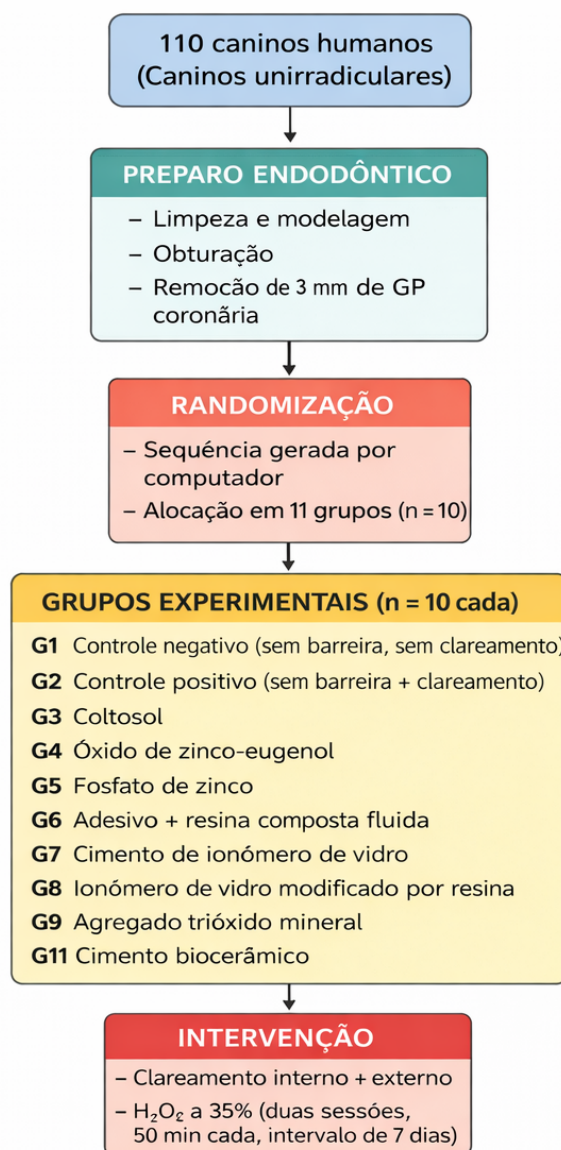 110 caninos humanos
(Caninos unirradiculares)
PREPARO ENDODÔNTICO
– Limpeza e modelagem
– Obturação
– Remocão de 3 mm de GP
coronária
RANDOMIZAÇÃO
– Sequéncia gerada por
computador
– Alocação em 11 grupos (n = 10)
GRUPOS EXPERIMENTAIS (n = 10 cada)
G1 Controle negativo (sem barreira, sem clareamento)
G2 Controle positivo (sem barreira + clareamento)
G3 Coltosol
G4 Óxido de zinco-eugenol
G5 Fosfato de zinco
G6 Adesivo + resina composta fluida
G7 Cimento de ionómero de vidro
G8 Ionómero de vidro modificado por resina
G9 Agregado trióxido mineral
G11 Cimento biocerâmico
INTERVENÇÃO
– Clareamento interno + externo
– H₂O₂ a 35% (duas sessóes,
50 min cada, intervalo de 7 dias)